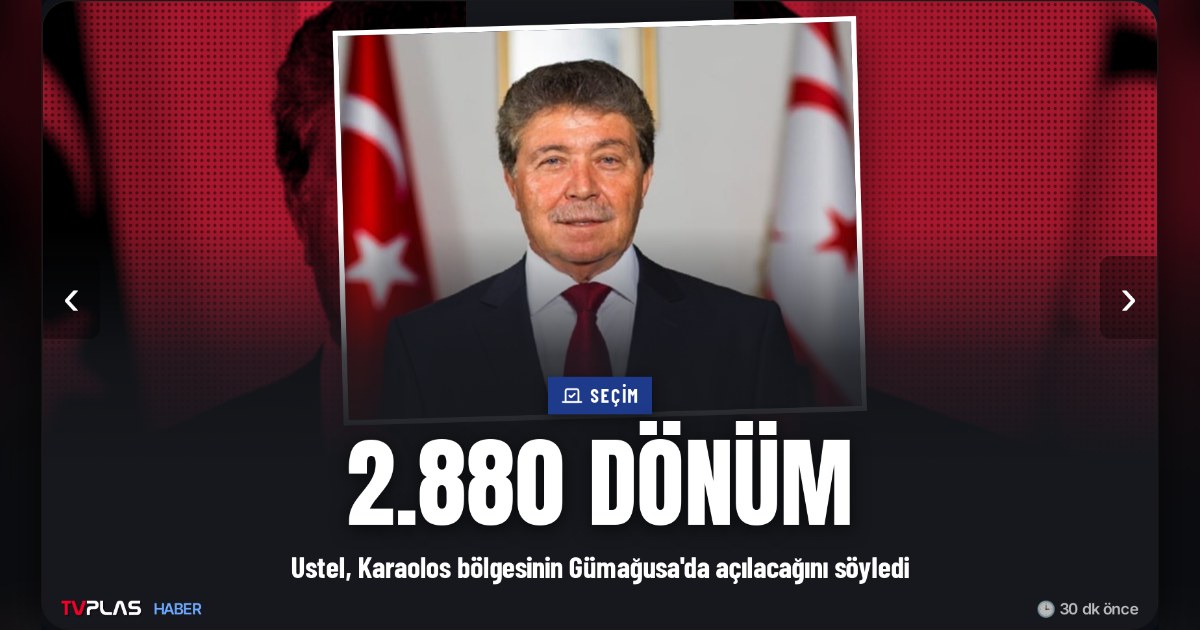 SEÇİM
2.880 DÖNÜM
Ustel, Karaolos bölgesinin Gümağusa'da açılacağını söyledi
TVPLAS HABER
30 dk önce